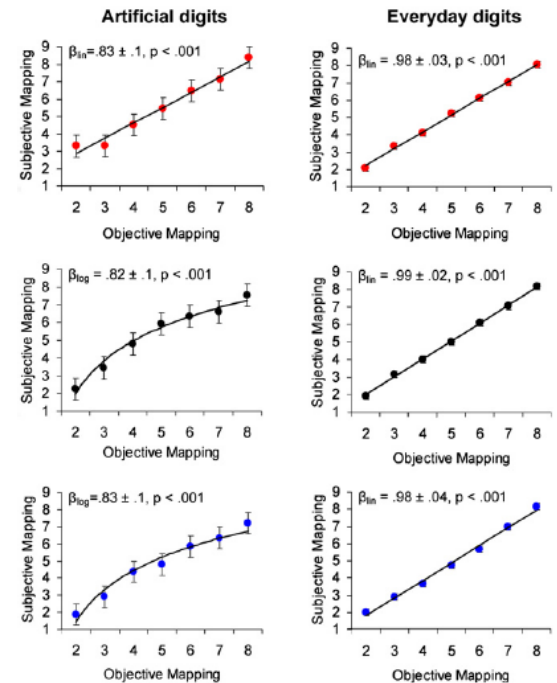 Artificial digits Everyday digits
Subjective Mapping
9
8
7
6
5
4
3
2
1
βlin=.83 ± .1, p < .001
2 3 4 5 6 7 8
Objective Mapping
Subjective Mapping
9
8
7
6
5
4
3
2
1
βlin = .98 ± .03, p < .001
2 3 4 5 6 7 8
Objective Mapping
Subjective Mapping
9
8
7
6
5
4
3
2
1
βlog = .82 ± .1, p < .001
2 3 4 5 6 7 8
Objective Mapping
Subjective Mapping
9
8
7
6
5
4
3
2
1
βlin = .99 ± .02, p < .001
2 3 4 5 6 7 8
Objective Mapping
Subjective Mapping
9
8
7
6
5
4
3
2
1
βlog=.83 ± .1, p < .001
2 3 4 5 6 7 8
Objective Mapping
Subjective Mapping
9
8
7
6
5
4
3
2
1
βlin = .98 ± .04, p < .001
2 3 4 5 6 7 8
Objective Mapping